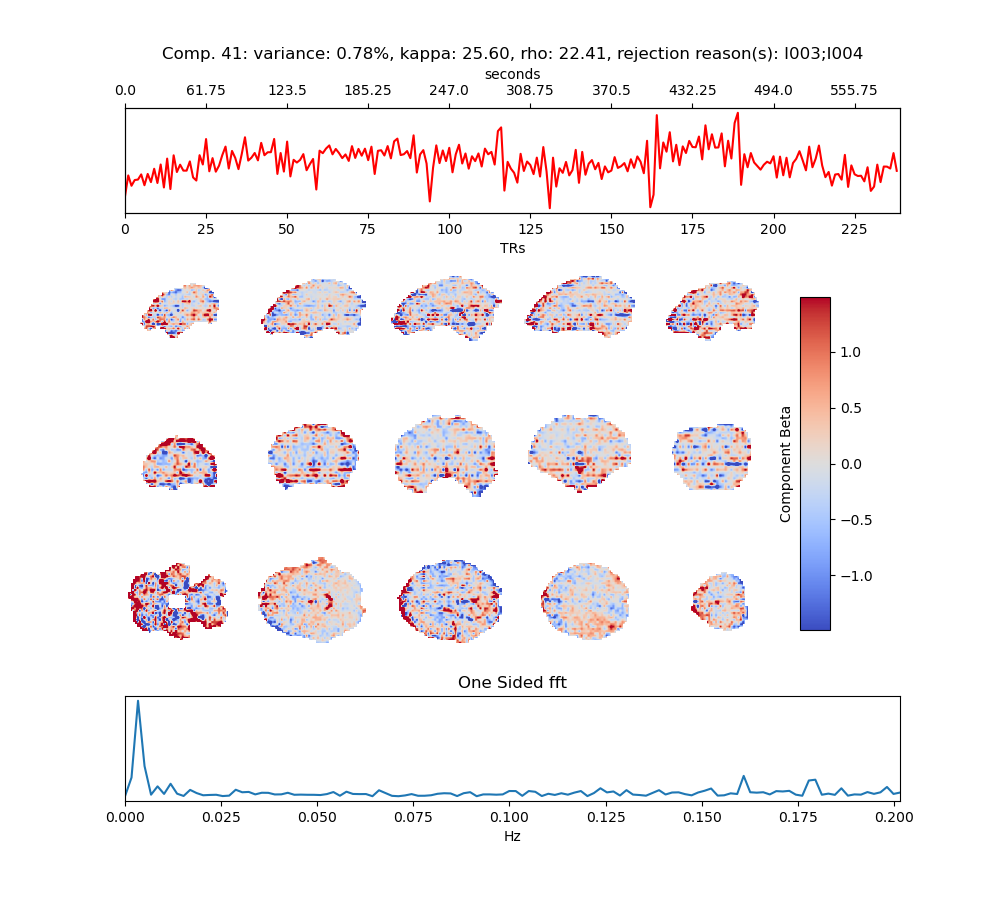 Comp. 41: variance: 0.78%, kappa: 25.60, rho: 22.41, rejection reason(s): I003;I004
seconds
0.0 61.75 123.5 185.25 247.0 308.75 370.5 432.25 494.0 555.75
0 25 50 75 100 125 150 175 200 225
TRs
1.0
0.5
0.0
−0.5
−1.0
Component Beta
One Sided fft
0.000 0.025 0.050 0.075 0.100 0.125 0.150 0.175 0.200
Hz